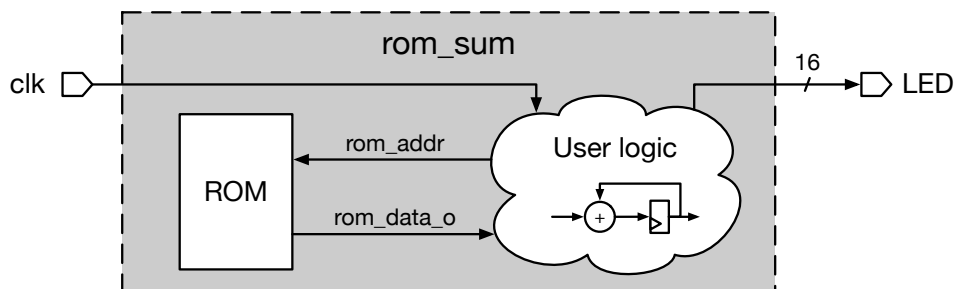 rom_sum
clk
16
LED
rom_addr
User logic
ROM
rom_data_o
+